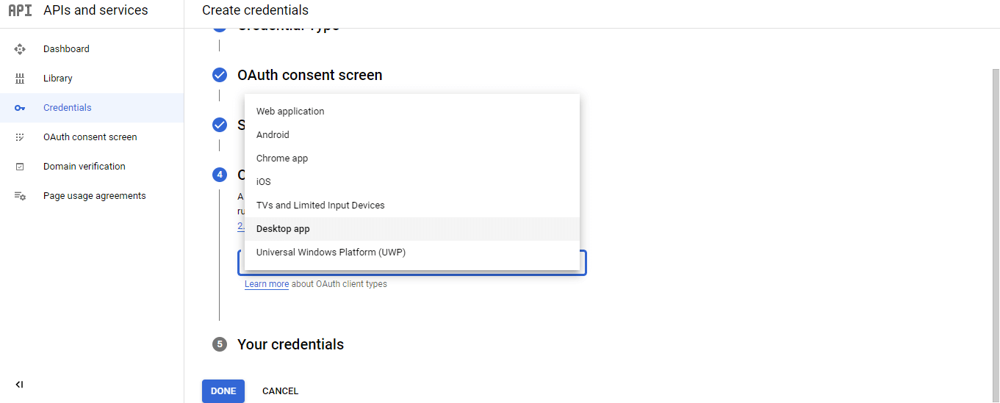 API APIs and services
Create credentials
Dashboard
Library
Credentials
OAuth consent screen
Domain verification
Page usage agreements
Credential Type
OAuth consent screen
S
4 O
A
ru
2.
Web application
Android
Chrome app
iOS
TVs and Limited Input Devices
Desktop app
Universal Windows Platform (UWP)
Learn more about OAuth client types
5 Your credentials
DONE
CANCEL